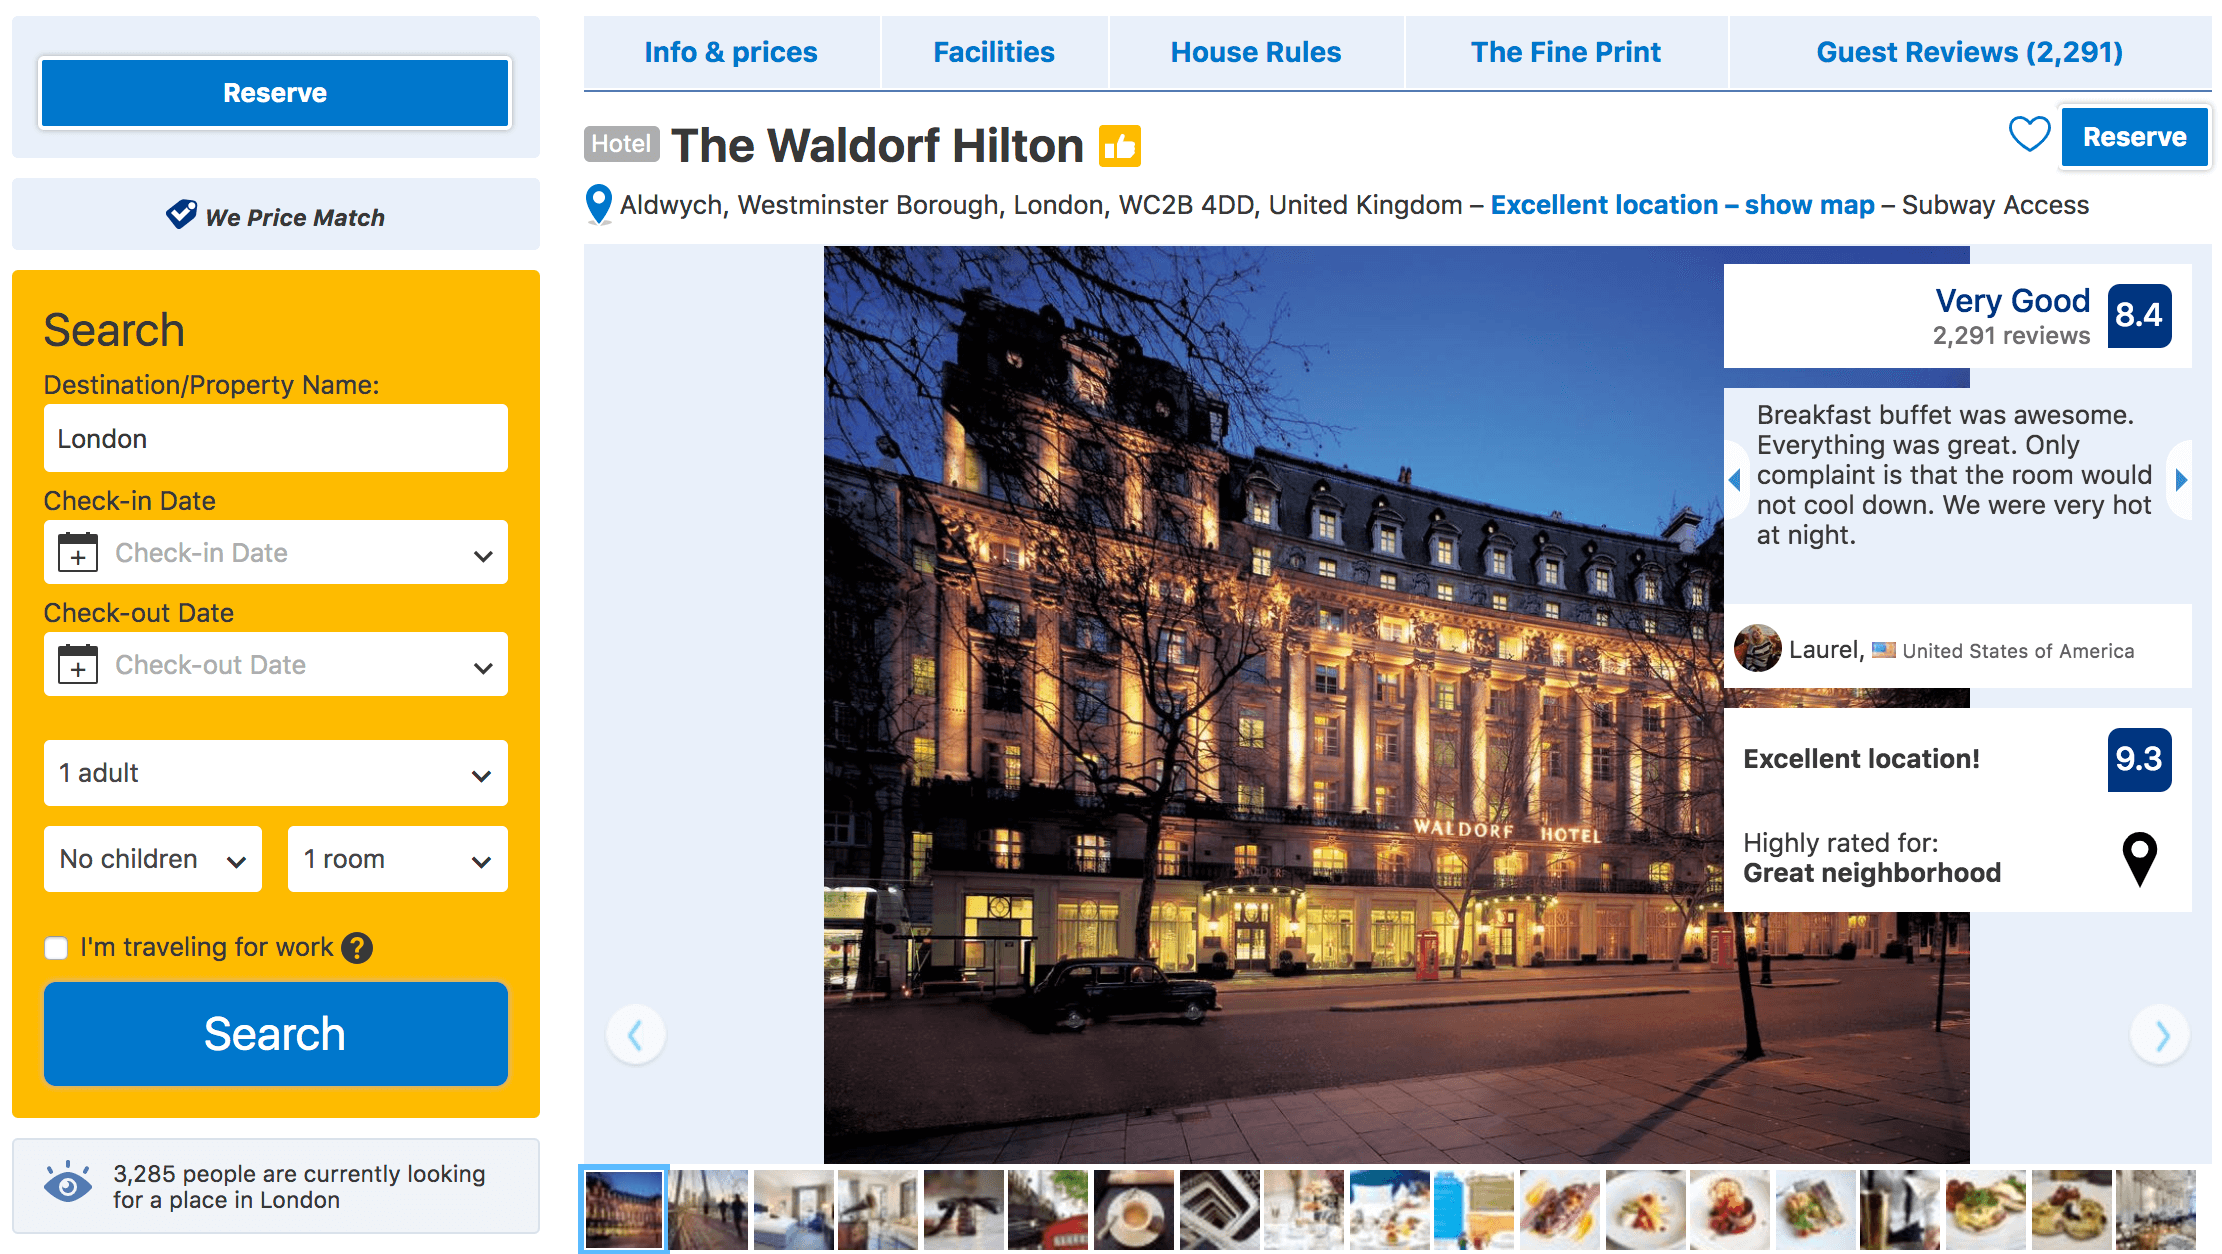 Reserve
We Price Match
Search
Destination/Property Name:
London
Check-in Date
Check-in Date
Check-out Date
Check-out Date
1 adult
No children
1 room
I'm traveling for work
?
Search
3,285 people are currently looking
for a place in London
Info & prices
Facilities
House Rules
The Fine Print
Guest Reviews (2,291)
Hotel
The Waldorf Hilton
Reserve
Aldwych, Westminster Borough, London, WC2B 4DD, United Kingdom – Excellent location – show map – Subway Access
Very Good
2,291 reviews
8.4
Breakfast buffet was awesome.
Everything was great. Only
complaint is that the room would
not cool down. We were very hot
at night.
Laurel,
United States of America
Excellent location!
9.3
Highly rated for:
Great neighborhood
WALDORF HOTEL
WALDORF